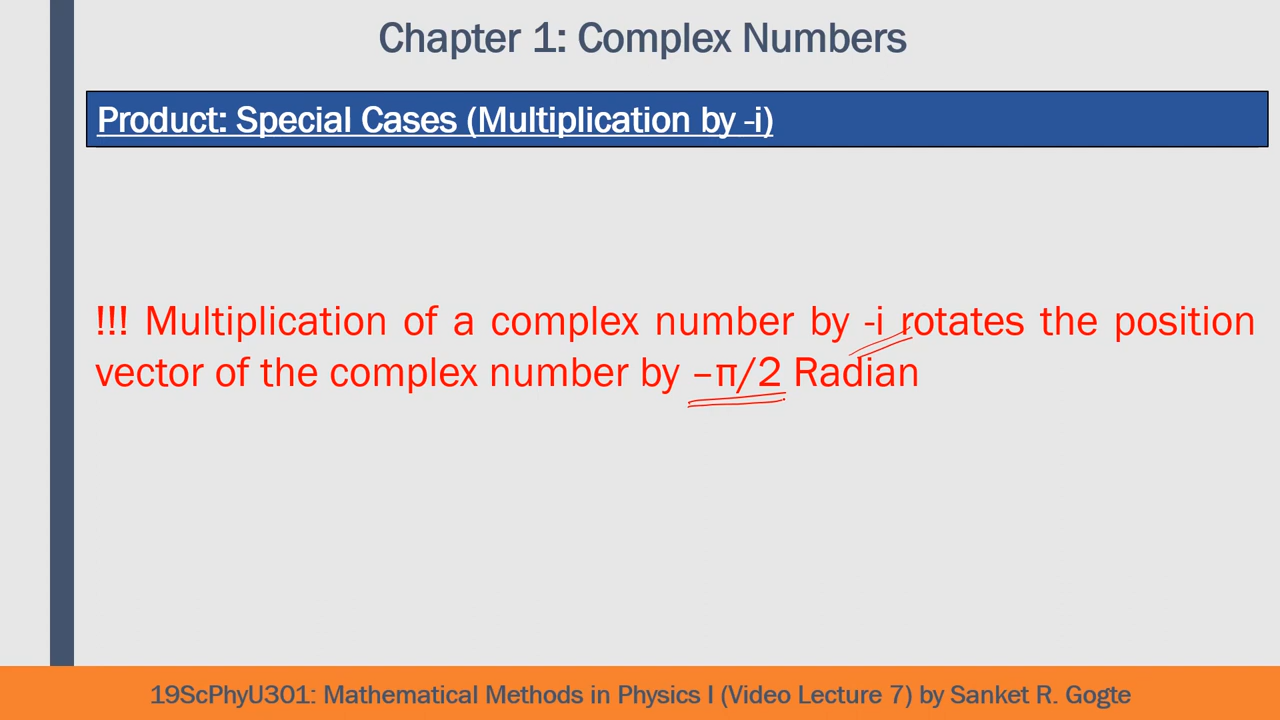 Chapter 1: Complex Numbers
Product: Special Cases (Multiplication by -i)
!!! Multiplication of a complex number by -i rotates the position
vector of the complex number by –π/2 Radian
19ScPhyU301: Mathematical Methods in Physics I (Video Lecture 7) by Sanket R. Gogte